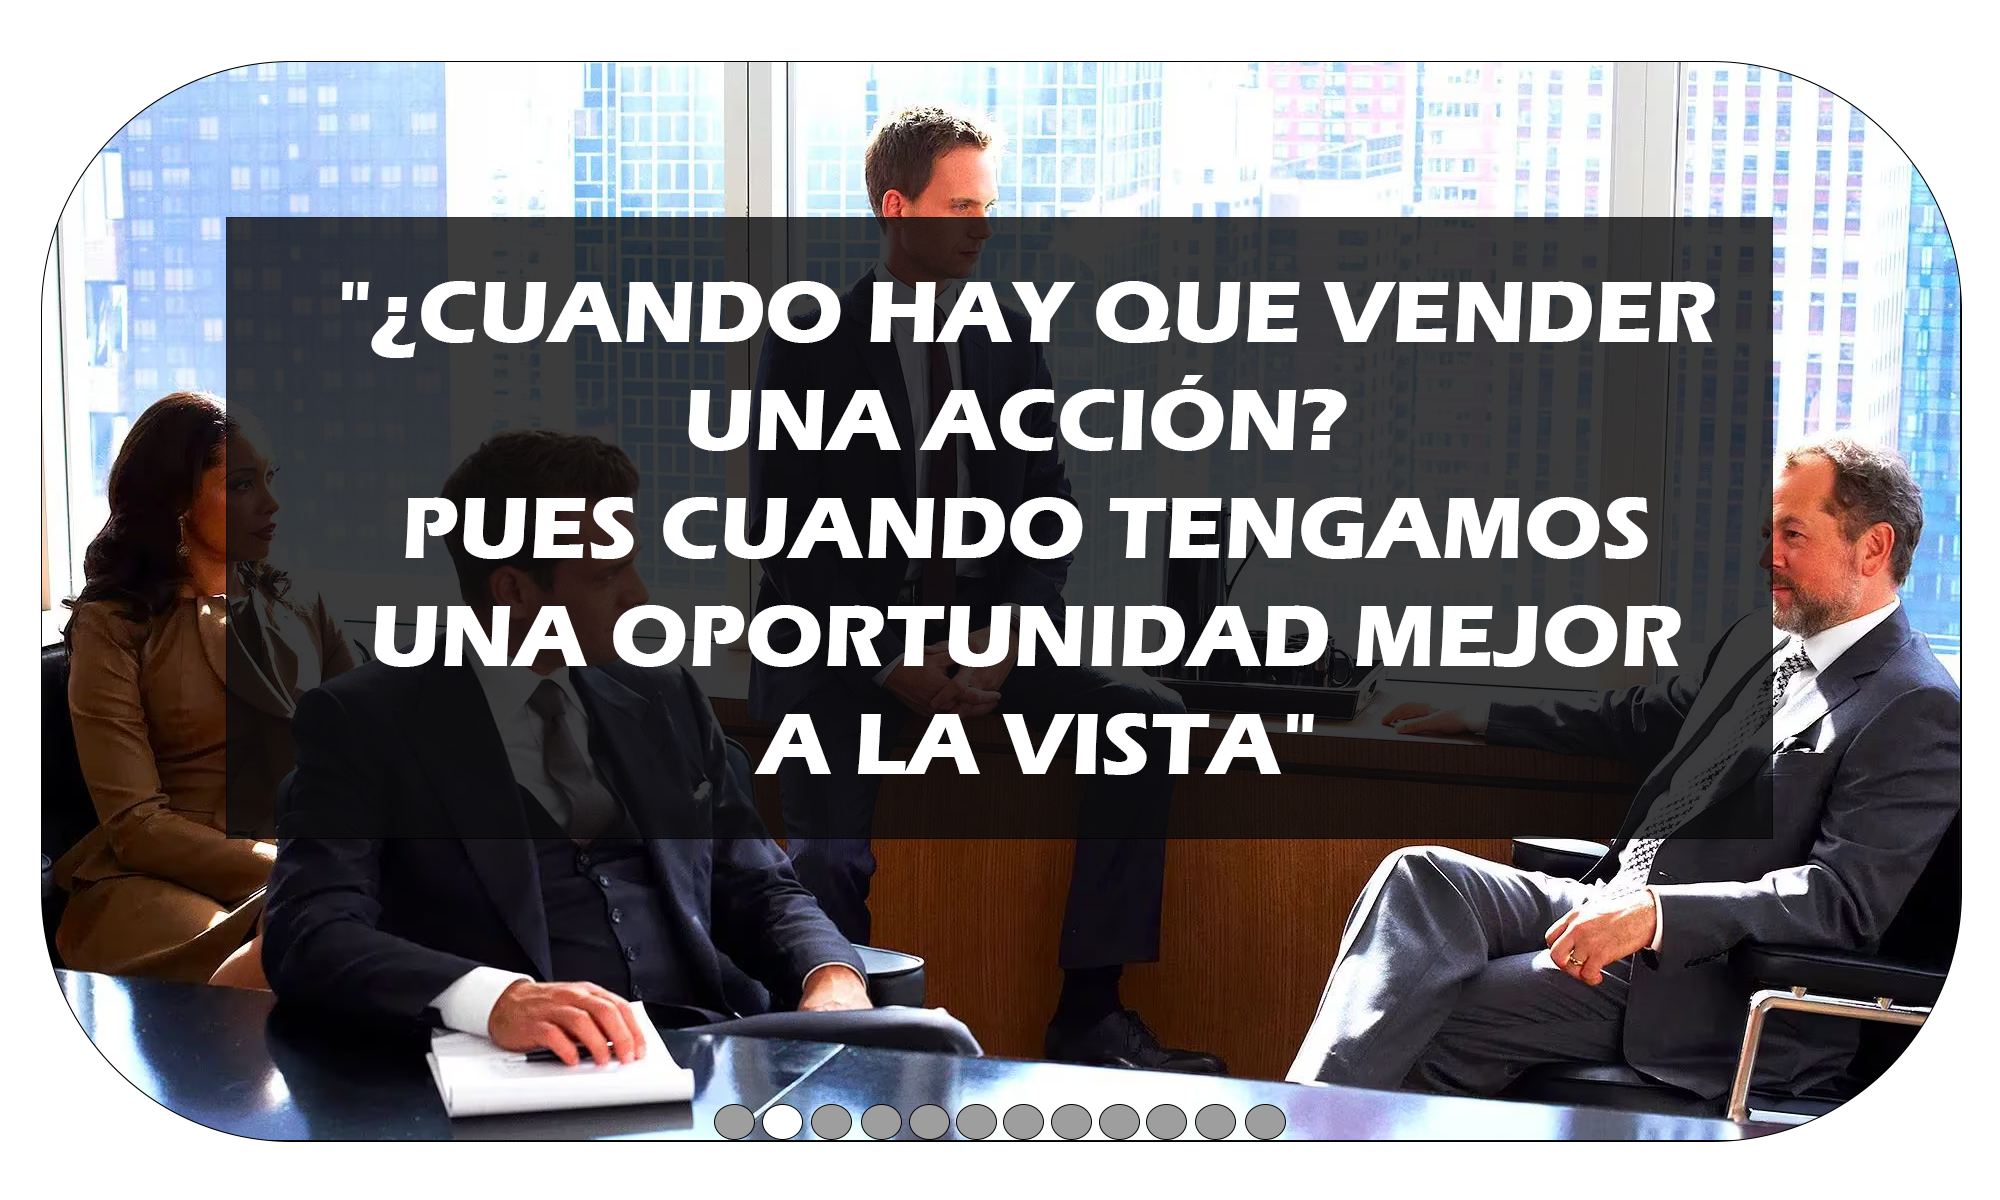 "¿CUANDO HAY QUE VENDER
UNA ACCIÓN?
PUES CUANDO TENGAMOS
UNA OPORTUNIDAD MEJOR
A LA VISTA"